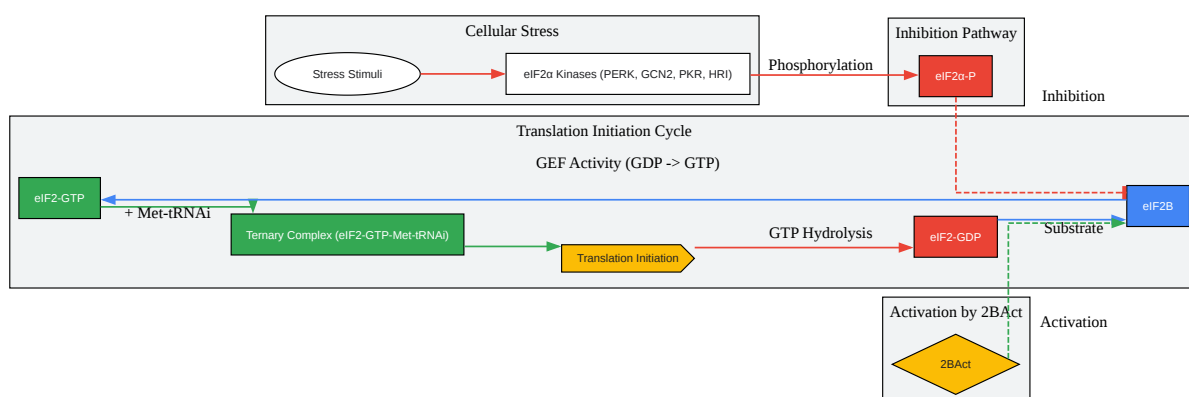 Cellular Stress
Stress Stimuli
eIF2α Kinases (PERK, GCN2, PKR, HRI)
Phosphorylation
Inhibition Pathway
eIF2α-P
Inhibition
Translation Initiation Cycle
GEF Activity (GDP -> GTP)
eIF2-GTP
+ Met-tRNAi
Ternary Complex (eIF2-GTP-Met-tRNAi)
Translation Initiation
GTP Hydrolysis
eIF2-GDP
Substrate
eIF2B
Activation by 2BAct
Activation
2BAct